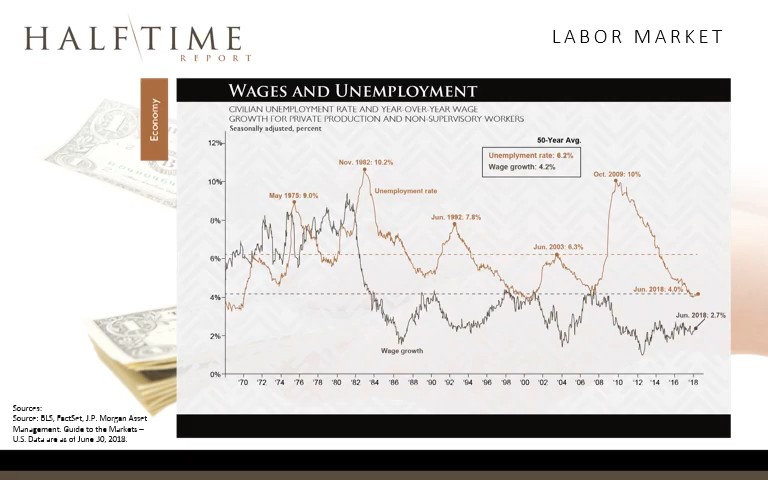 HALFTIME
REPORT
LABOR MARKET
Economy
WAGES AND UNEMPLOYMENT
CIVILIAN UNEMPLOYMENT RATE AND YEAR-OVER-YEAR WAGE
GROWTH FOR PRIVATE PRODUCTION AND NON-SUPERVISORY WORKERS
Seasonally adjusted, percent
50-Year Avg.
Unemplyment rate: 6.2%
Wage growth: 4.2%
12%
10%
8%
6%
4%
2%
0%
May 1975: 9.0%
Nov. 1982: 10.2%
Unemployment rate
Jun. 1992: 7.8%
Jun. 2003: 6.3%
Oct. 2009: 10%
Jun. 2018: 4.0%
Jun. 2018: 2.7%
Wage growth
'70 '72 '74 '76 '78 '80 '82 '84 '86 '88 '90 '92 '94 '96 '98 '00 '02 '04 '06 '08 '10 '12 '14 '16 '18
Sources:
Source: BLS, FactSet, J.P. Morgan Asset
Management. Guide to the Markets –
U.S. Data are as of June 30, 2018.